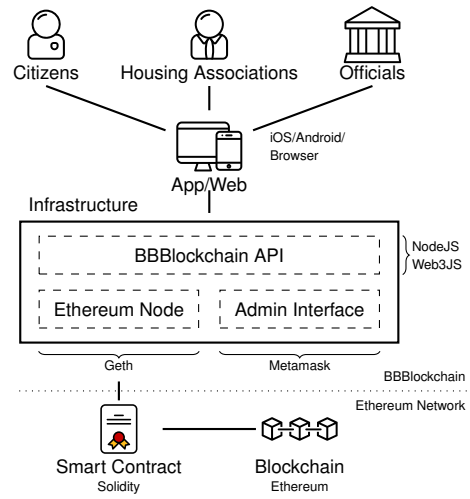 Citizens
Housing Associations
Officials
iOS/Android/
Browser
App/Web
Infrastructure
BBBlockchain API
NodeJS
Web3JS
Ethereum Node
Admin Interface
Geth
Metamask
BBBlockchain
Ethereum Network
Smart Contract
Solidity
Blockchain
Ethereum